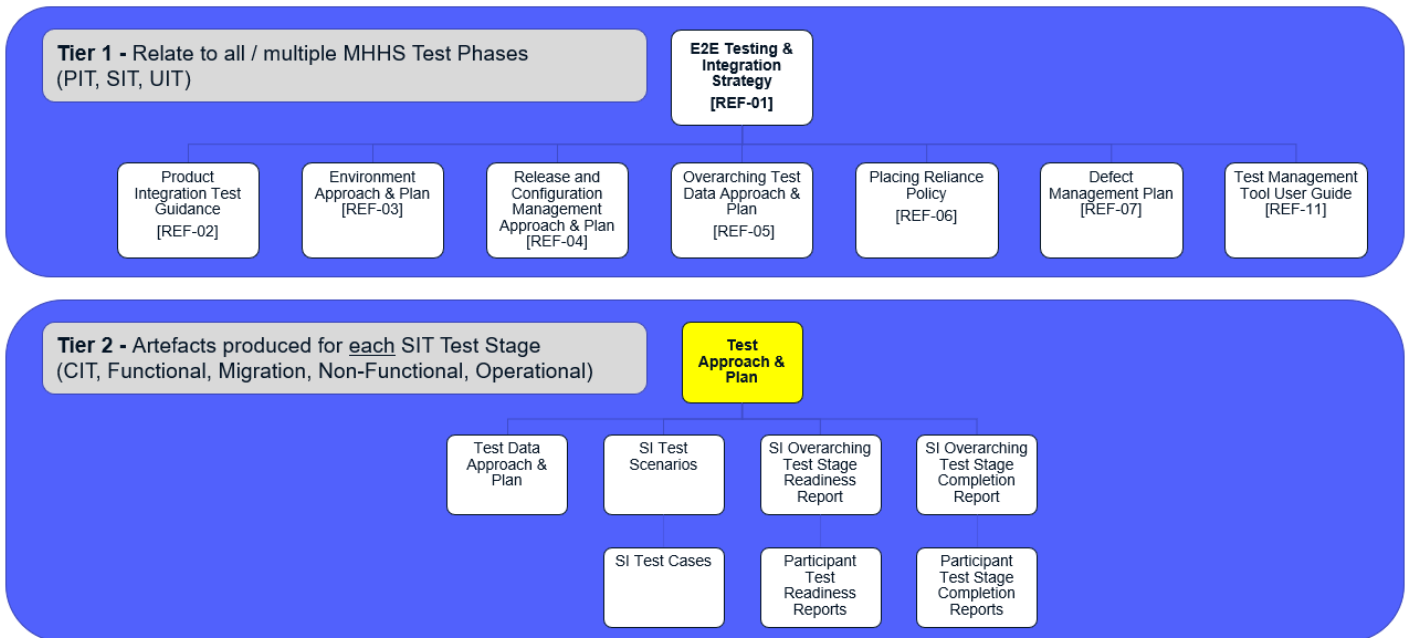 Tier 1 - Relate to all / multiple MHHS Test Phases
(PIT, SIT, UIT)
E2E Testing &
Integration
Strategy
[REF-01]
Product
Integration Test
Guidance
[REF-02]
Environment
Approach & Plan
[REF-03]
Release and
Configuration
Management
Approach & Plan
[REF-04]
Overarching Test
Data Approach &
Plan
[REF-05]
Placing Reliance
Policy
[REF-06]
Defect
Management Plan
[REF-07]
Test Management
Tool User Guide
[REF-11]
Tier 2 - Artefacts produced for each SIT Test Stage
(CIT, Functional, Migration, Non-Functional, Operational)
Test
Approach &
Plan
Test Data
Approach &
Plan
SI Test
Scenarios
SI Overarching
Test Stage
Readiness
Report
SI Overarching
Test Stage
Completion
Report
SI Test Cases
Participant
Test
Readiness
Reports
Participant
Test Stage
Completion
Reports